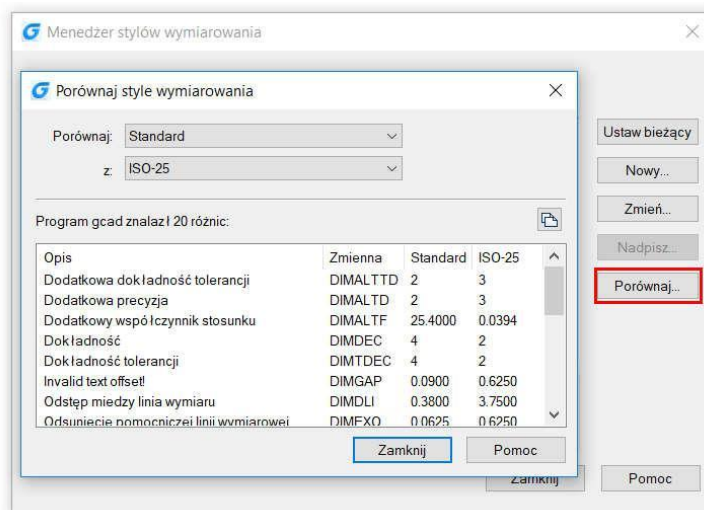 Menedżer stylów wymiarowania
Porównaj style wymiarowania
Porównaj: Standard
z: ISO-25
Program gcad znalazł 20 różnic:
Opis Zmienna Standard ISO-25
Dodatkowa dokładność tolerancji DIMALTTD 2 3
Dodatkowa precyzja DIMALTD 2 3
Dodatkowy współczynnik stosunku DIMALTF 25.4000 0.0394
Dokładność DIMDEC 4 2
Dokładność tolerancji DIMTDEC 4 2
Invalid text offset! DIMGAP 0.0900 0.6250
Odstęp miedzy linia wymiaru DIMDLI 0.3800 3.7500
Odsunięcie pomocniczej linii wymiarowej DIMEXO 0.0625 0.6250
Zamknij Pomoc
Ustaw bieżący
Nowy...
Zmień...
Nadpisz...
Porównaj...
Zamknij Pomoc